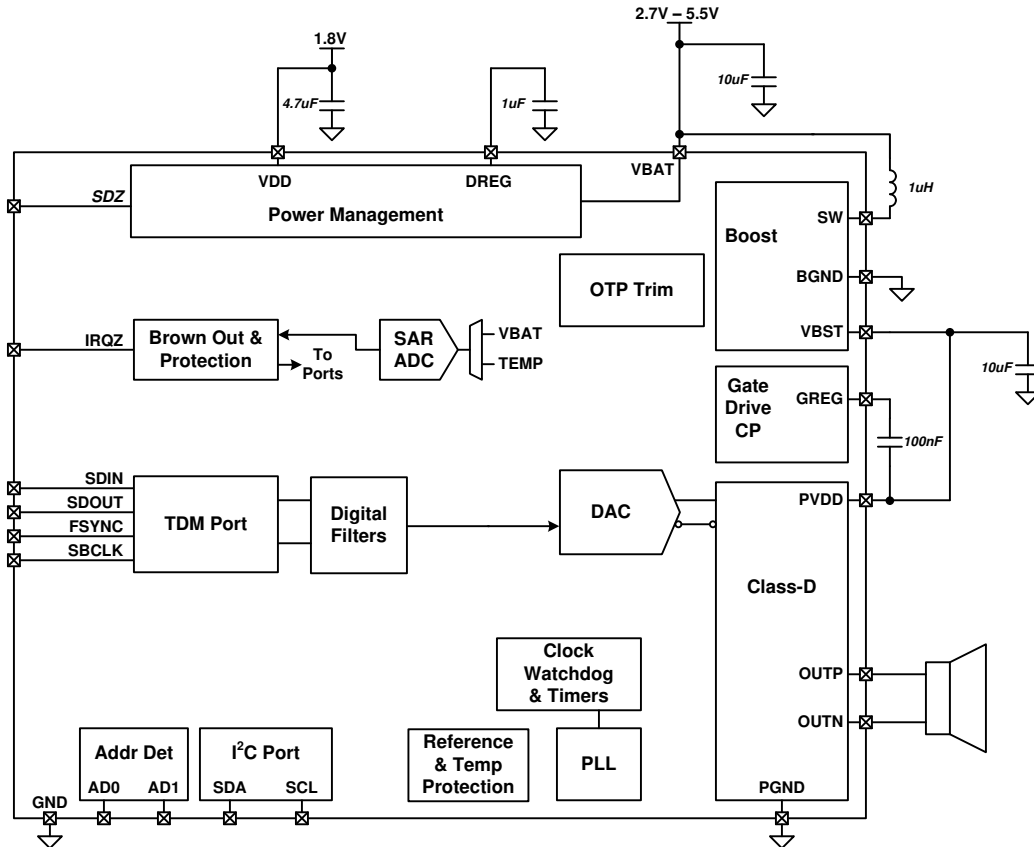 2.7V – 5.5V
1.8V
10uF
4.7uF
1uF
VDD
DREG
VBAT
SDZ
Power Management
1uH
SW
Boost
BGND
VBST
OTP Trim
IRQZ
Brown Out &
Protection
To
Ports
SAR
ADC
VBAT
TEMP
10uF
Gate
Drive
CP
GREG
100nF
SDIN
SDOUT
FSYNC
SBCLK
TDM Port
Digital
Filters
DAC
PVDD
Class-D
OUTP
OUTN
PGND
Clock
Watchdog
& Timers
PLL
Reference
& Temp
Protection
Addr Det
AD0
AD1
I²C Port
SDA
SCL
GND